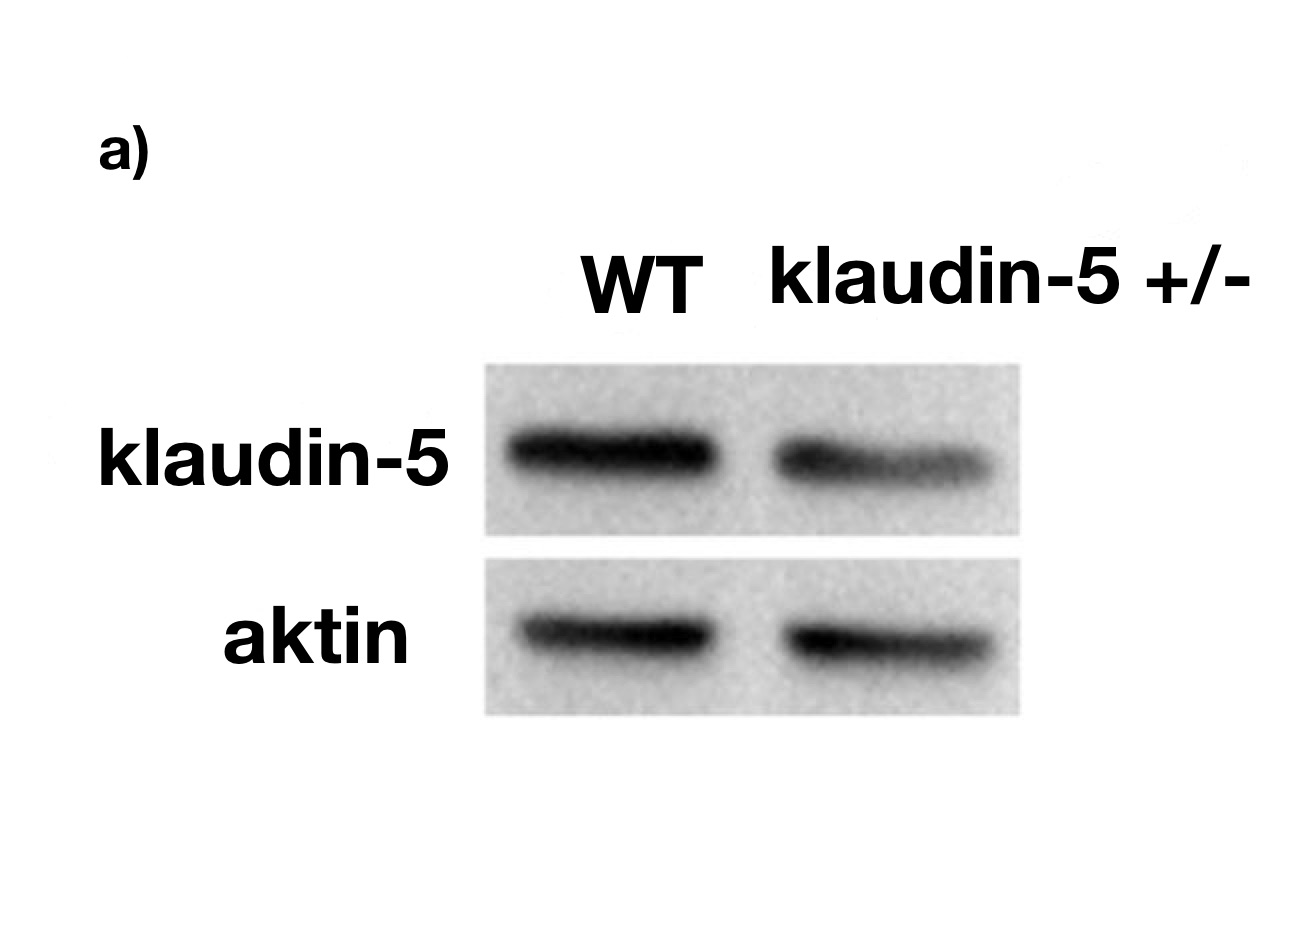 a)
WT klaudin-5 +/-
klaudin-5
aktin